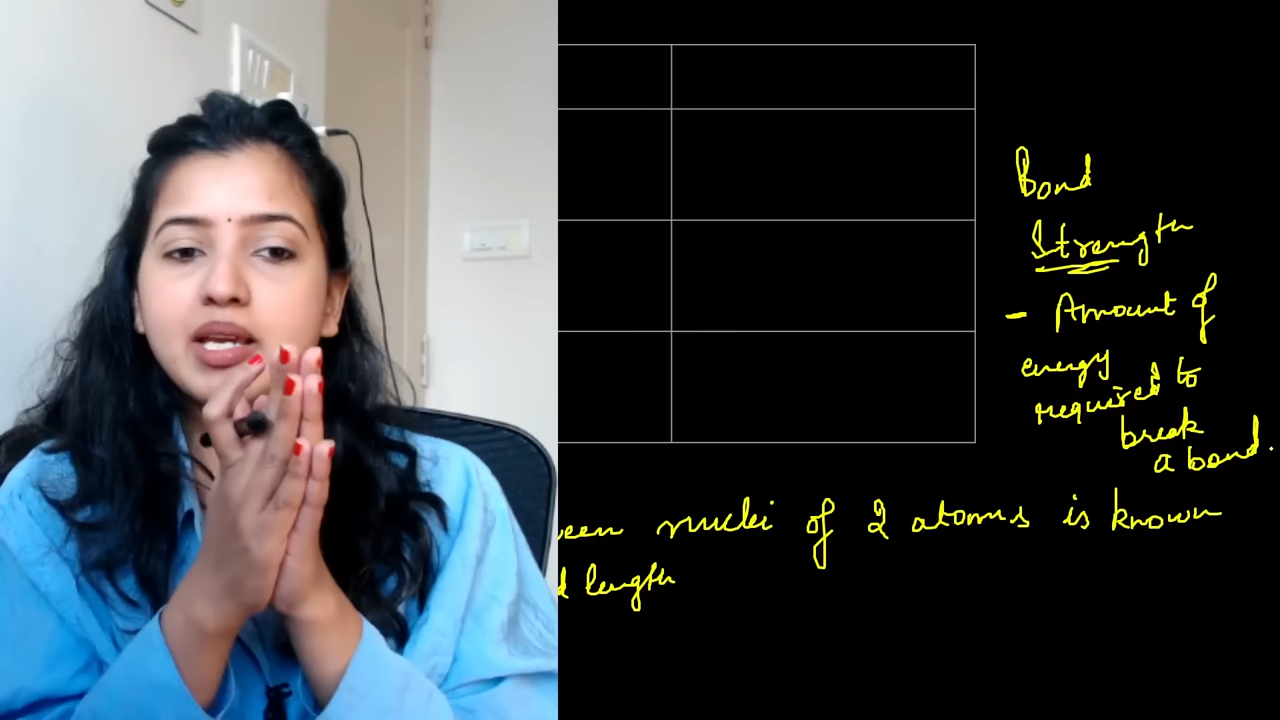 Bond
Strength
- Amount of
energy
required to
break
a bond.
een nuclei of 2 atoms is known
d length